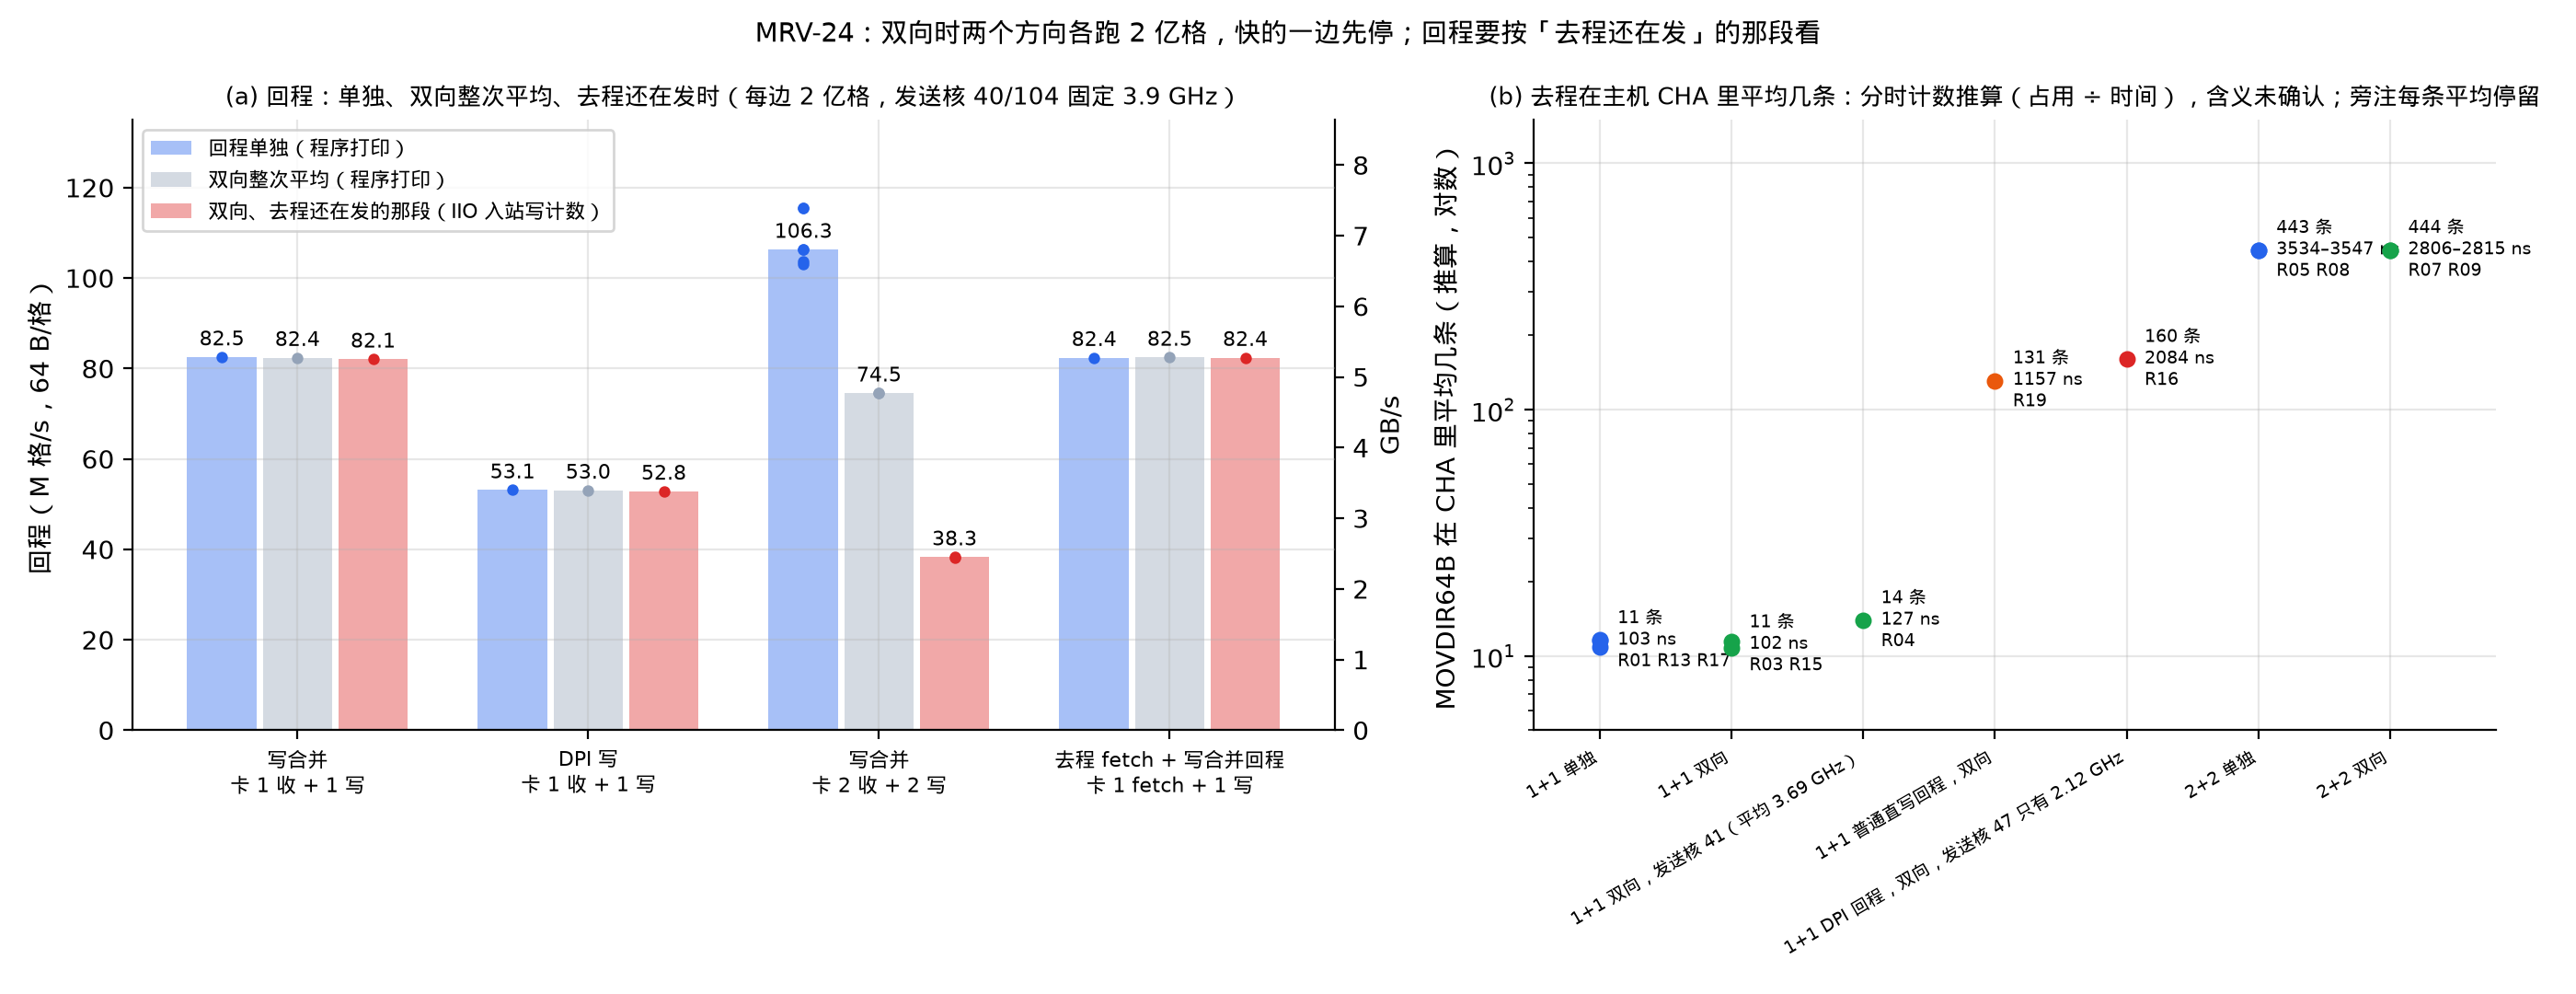 MRV-24：双向时两个方向各跑 2 亿格，快的一边先停；回程要按「去程还在发」的那段看
(a) 回程：单独、双向整次平均、去程还在发时（每边 2 亿格，发送核 40/104 固定 3.9 GHz）
回程（M 格/s，64 B/格）
120
100
80
60
40
20
0
回程单独（程序打印）
双向整次平均（程序打印）
双向、去程还在发的那段（IIO 入站写计数）
82.5
82.4
82.1
53.1
53.0
52.8
106.3
74.5
38.3
82.4
82.5
82.4
写合并
卡 1 收 + 1 写
DPI 写
卡 1 收 + 1 写
写合并
卡 2 收 + 2 写
去程 fetch + 写合并回程
卡 1 fetch + 1 写
8
7
6
5
4
3
2
1
0
GB/s
(b) 去程在主机 CHA 里平均几条：分时计数推算（占用 ÷ 时间），含义未确认；旁注每条平均停留
MOVDIR64B 在 CHA 里平均几条（推算，对数）
10³
10²
10¹
11 条
103 ns
R01 R13 R17
11 条
102 ns
R03 R15
14 条
127 ns
R04
131 条
1157 ns
R19
160 条
2084 ns
R16
443 条
3534–3547
R05 R08
444 条
2806–2815 ns
R07 R09
1+1 单独
1+1 双向
1+1 双向，发送核 41（平均 3.69 GHz）
1+1 普通直写回程，双向
1+1 DPI 回程，双向，发送核 47 只有 2.12 GHz
2+2 单独
2+2 双向